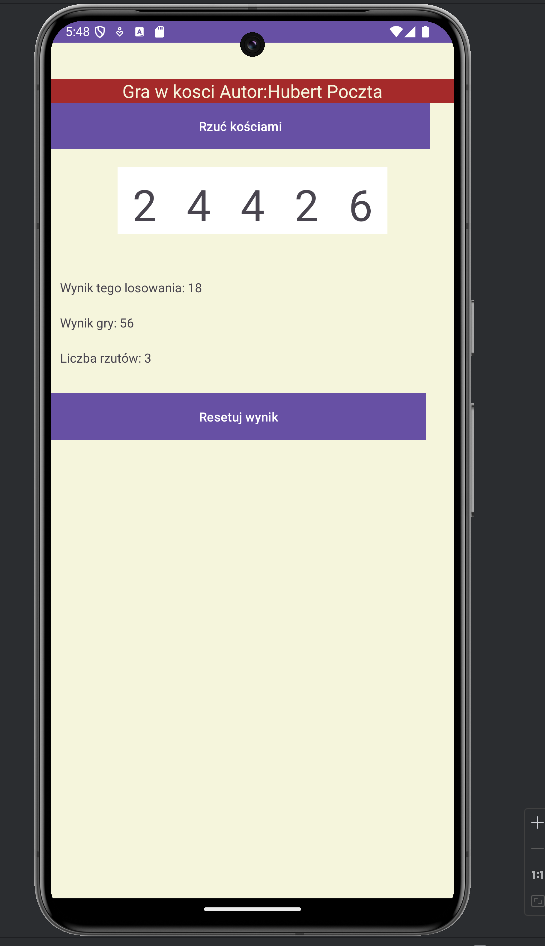 5:48
Gra w kosci Autor:Hubert Poczta
Rzuć kościami
2 4 4 2 6
Wynik tego losowania: 18
Wynik gry: 56
Liczba rzutów: 3
Resetuj wynik
1:1